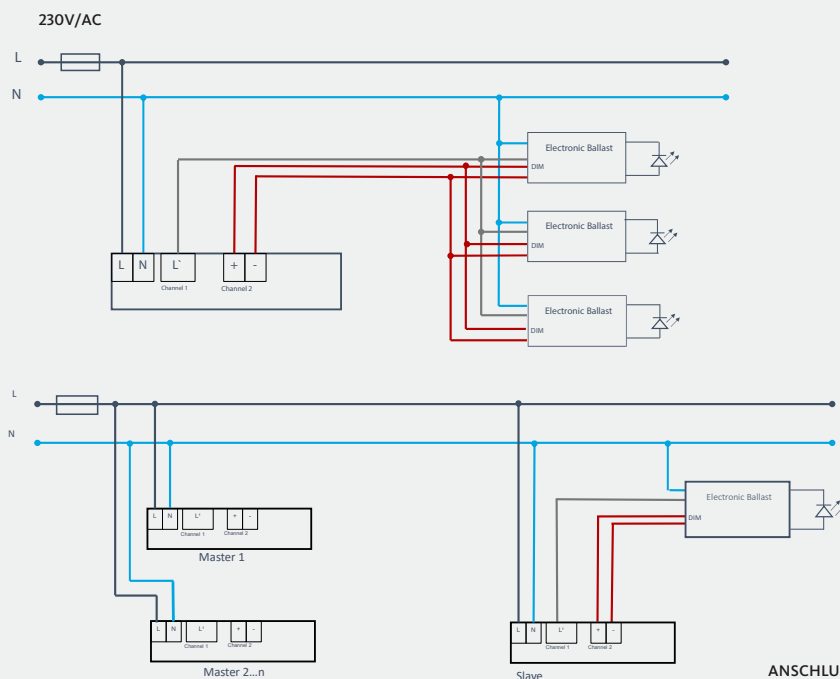 230V/AC
L
N
Electronic Ballast
DIM
Electronic Ballast
DIM
L N L` + -
Channel 1 Channel 2
Electronic Ballast
DIM
L
N
Electronic Ballast
DIM
L N L' + -
Channel 1 Channel 2
Master 1
L N L' + -
Channel 1 Channel 2
Master 2...n
L N L' + -
Channel 1 Channel 2
Slave
ANSCHLU